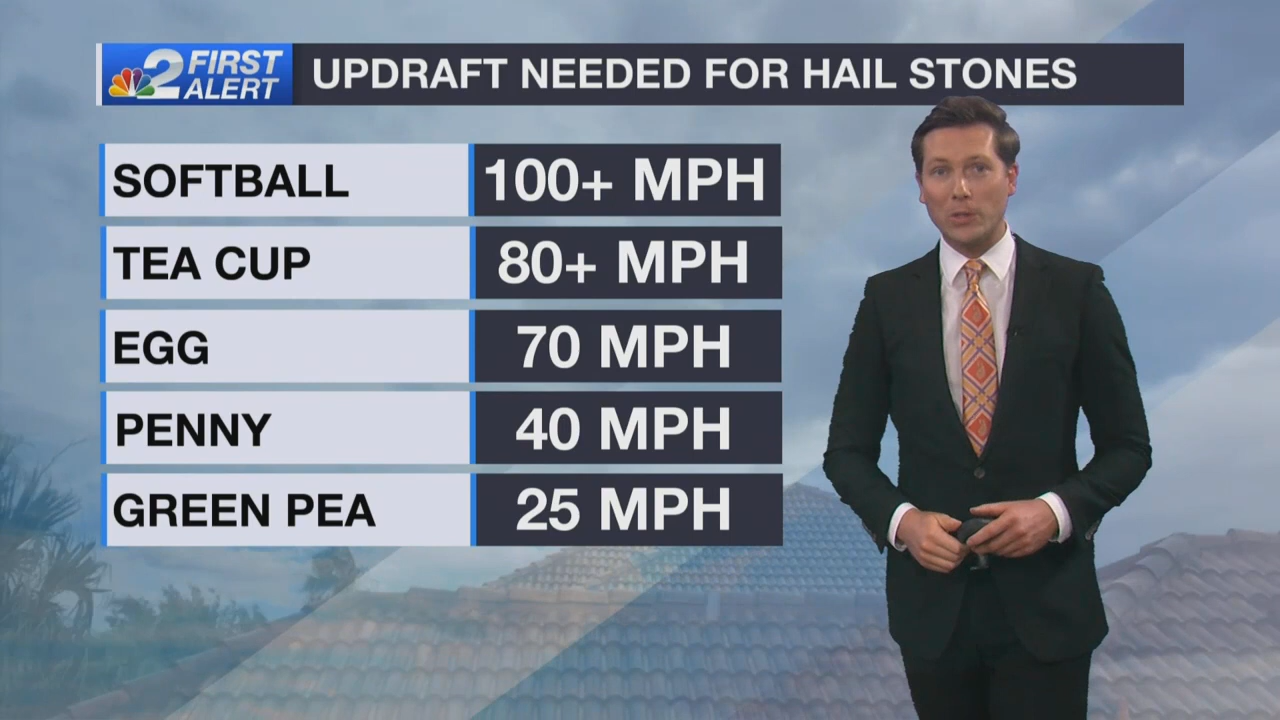 2 FIRST ALERT
UPDRAFT NEEDED FOR HAIL STONES
SOFTBALL 100+ MPH
TEA CUP 80+ MPH
EGG 70 MPH
PENNY 40 MPH
GREEN PEA 25 MPH